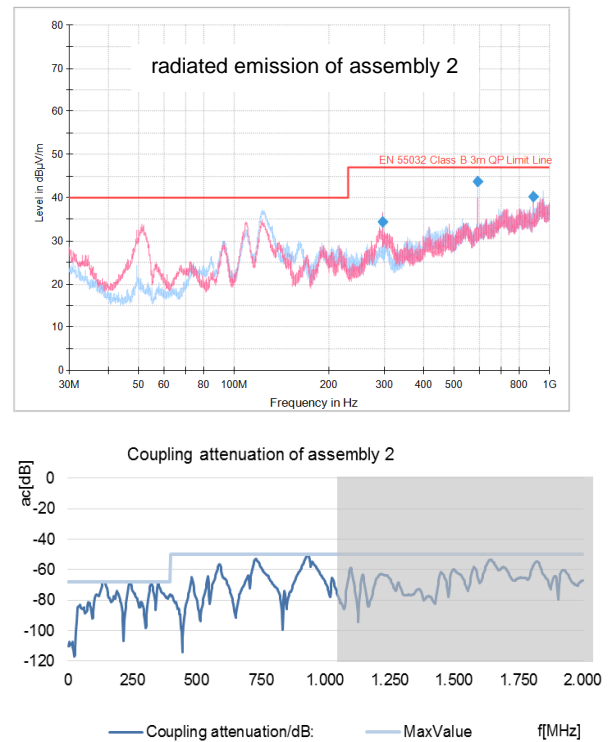 radiated emission of assembly 2
EN 55032 Class B 3m QP Limit Line
Level in dBµV/m
80
70
60
50
40
30
20
10
0
30M 50 60 80 100M 200 300 400 500 800 1G
Frequency in Hz
Coupling attenuation of assembly 2
ac[dB]
0
-20
-40
-60
-80
-100
-120
0 250 500 750 1.000 1.250 1.500 1.750 2.000
Coupling attenuation/dB: MaxValue f[MHz]